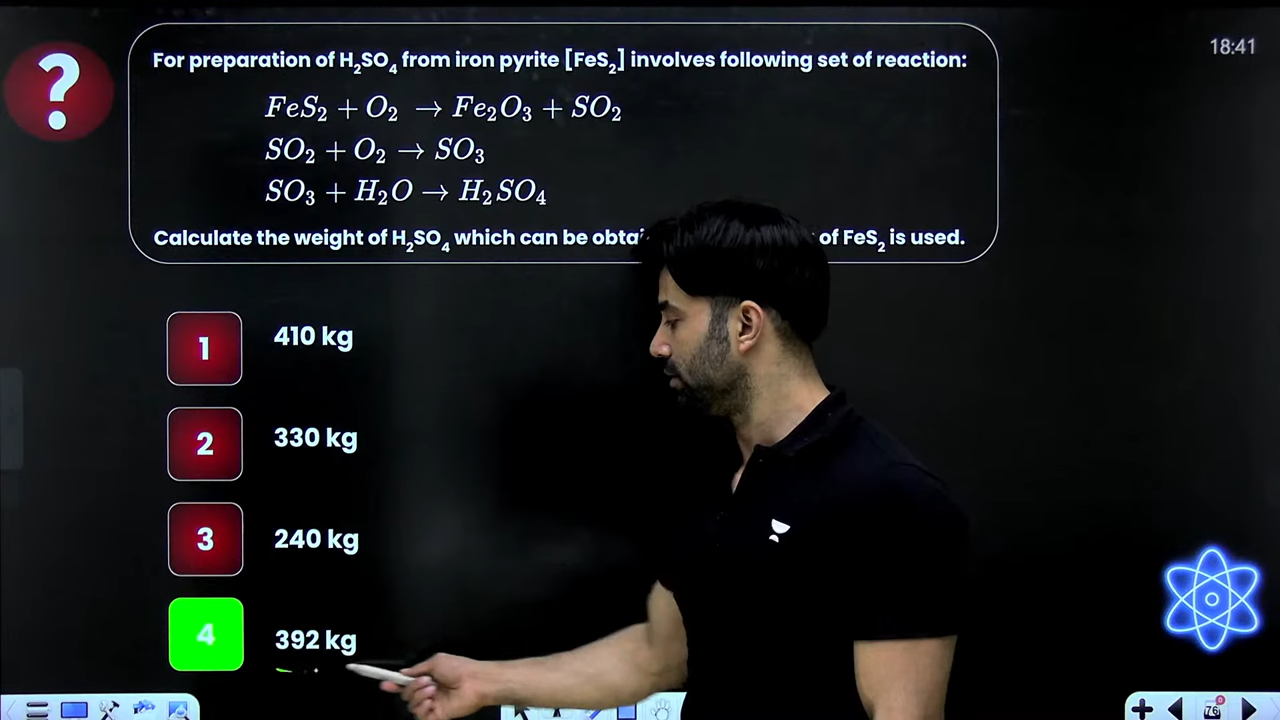 18:41
?
For preparation of H₂SO₄ from iron pyrite [FeS₂] involves following set of reaction:
FeS₂ + O₂ → Fe₂O₃ + SO₂
SO₂ + O₂ → SO₃
SO₃ + H₂O → H₂SO₄
Calculate the weight of H₂SO₄ which can be of FeS₂ is used.
1 410 kg
2 330 kg
3 240 kg
4 392 kg
76